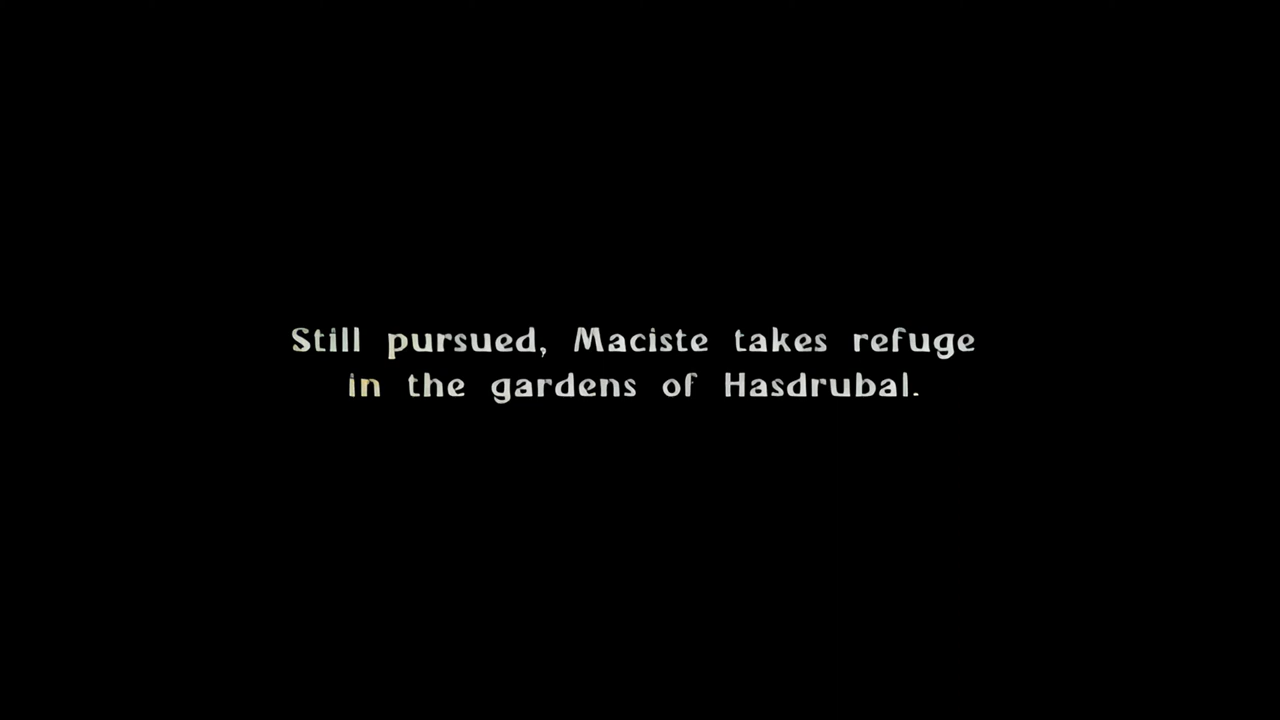 Still pursued, Maciste takes refuge
in the gardens of Hasdrubal.